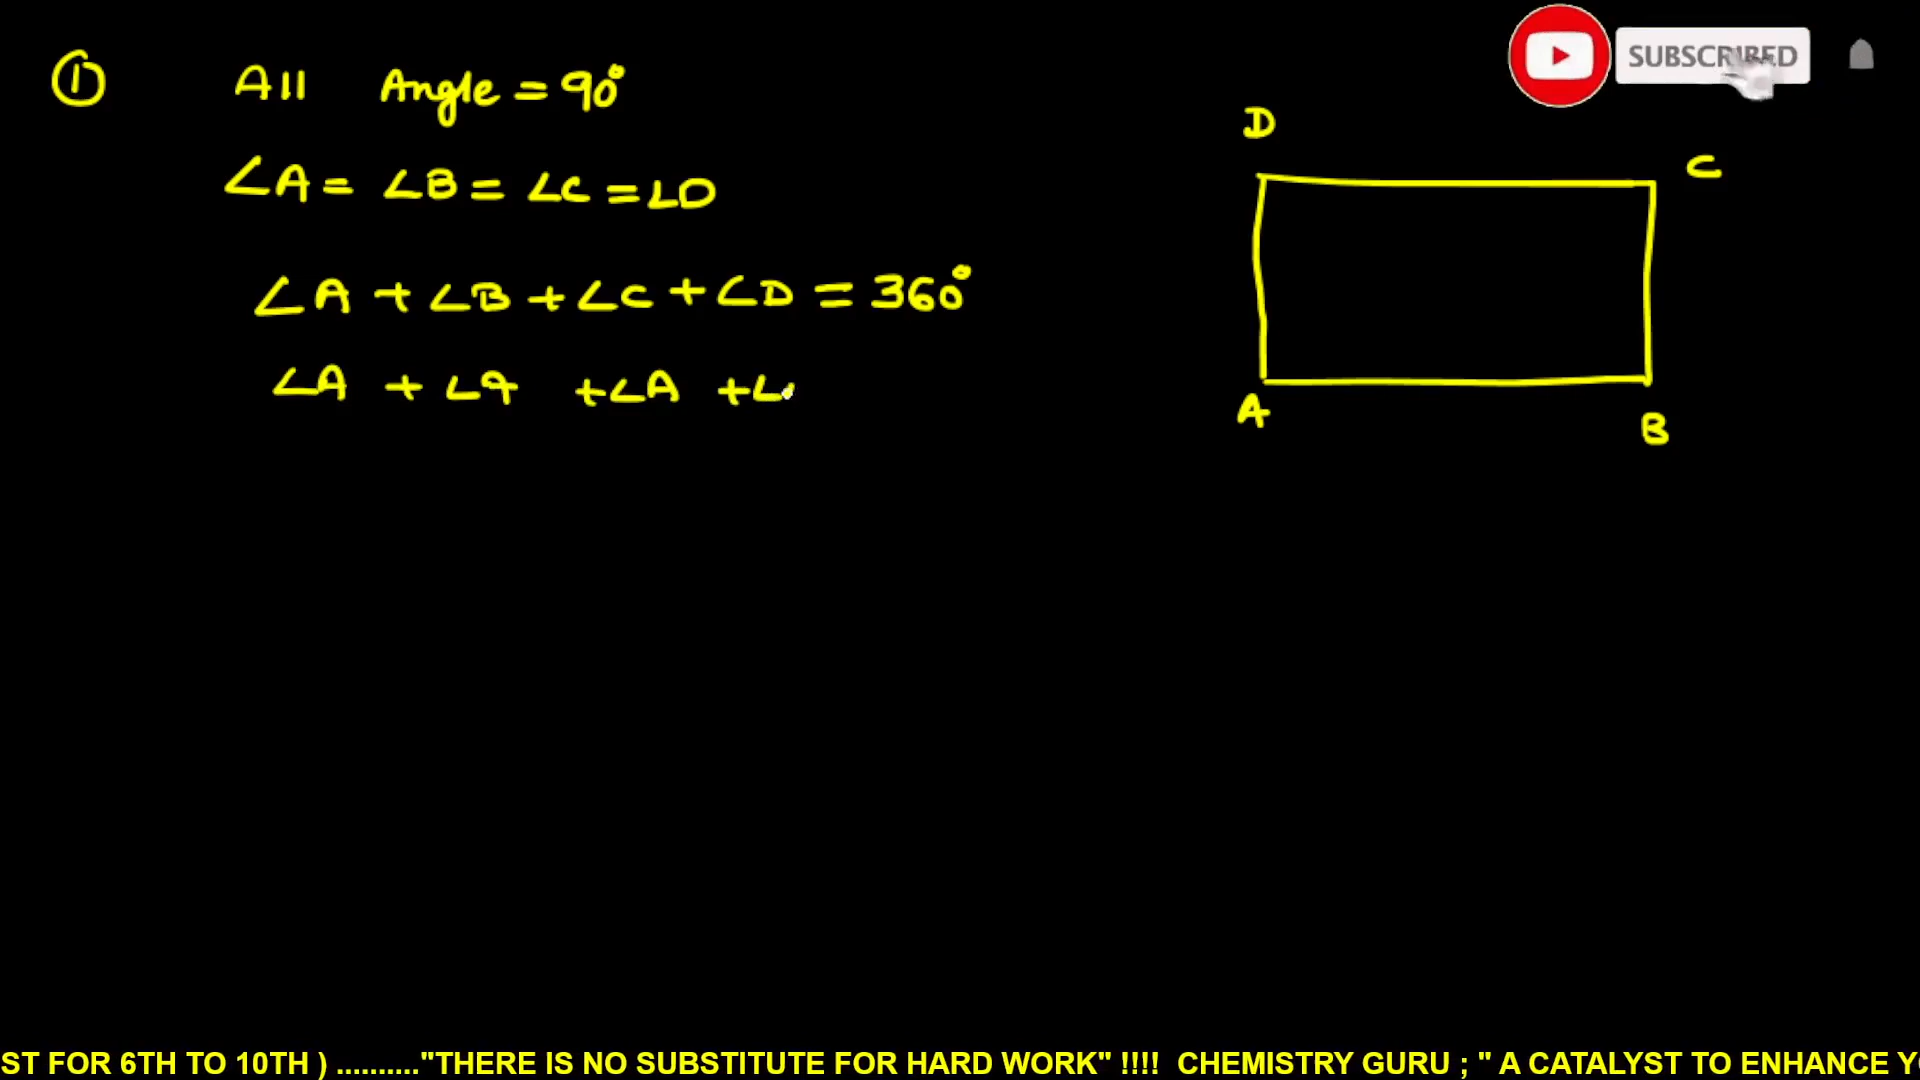 ① All Angle = 90°
∠A = ∠B = ∠C = ∠D
∠A + ∠B + ∠C + ∠D = 360°
∠A + ∠A + ∠A + ∠
SUBSCRIBED
D
C
A
B
ST FOR 6TH TO 10TH ) .........."THERE IS NO SUBSTITUTE FOR HARD WORK" !!!! CHEMISTRY GURU ; " A CATALYST TO ENHANCE Y